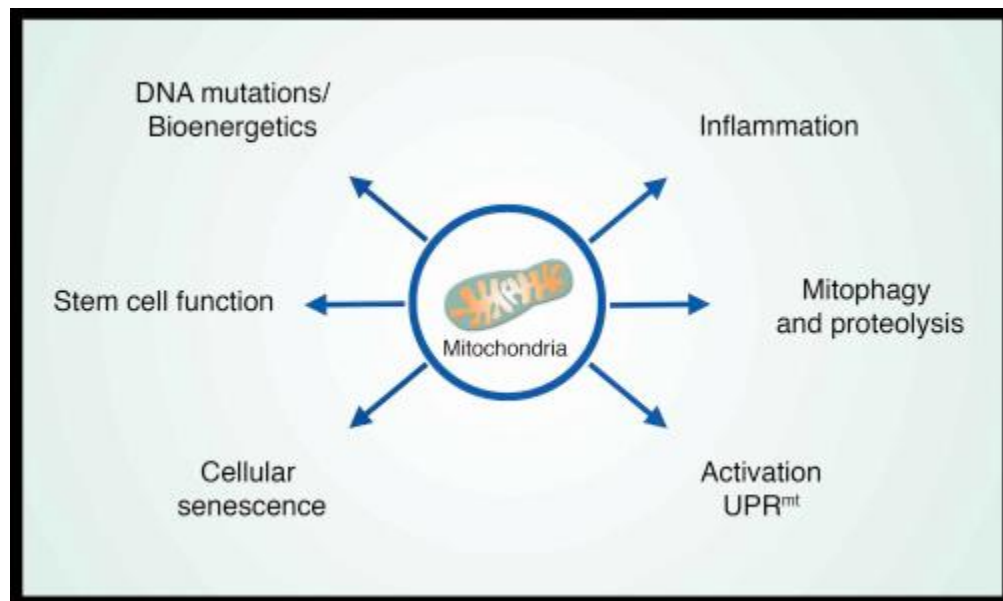 DNA mutations/
Bioenergetics
Inflammation
Stem cell function
Mitochondria
Mitophagy
and proteolysis
Cellular
senescence
Activation
UPRᵐᵗ